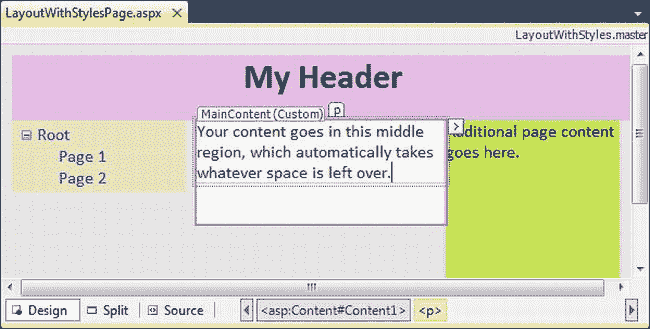 LayoutWithStylesPage.aspx
LayoutWithStyles.master
My Header
MainContent (Custom)
p
Root
Page 1
Page 2
Your content goes in this middle
region, which automatically takes
whatever space is left over.
dditional page content
goes here.
Design
Split
Source
<asp:Content#Content1>
<p>